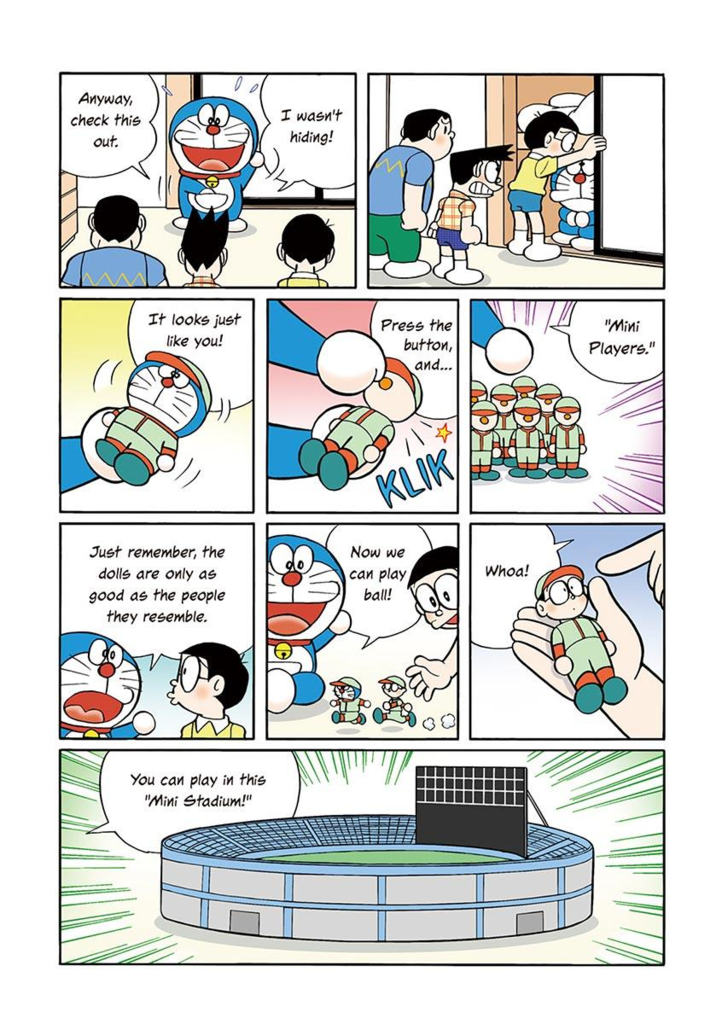 I wasn't
hiding!
Anyway,
check this
out.
"Mini
Players."
Press the
button,
and...
KLIK
It looks just
like you!
Whoa!
Now we
can play
ball!
Just remember, the
dolls are only as
good as the people
they resemble.
You can play in this
"Mini Stadium!"